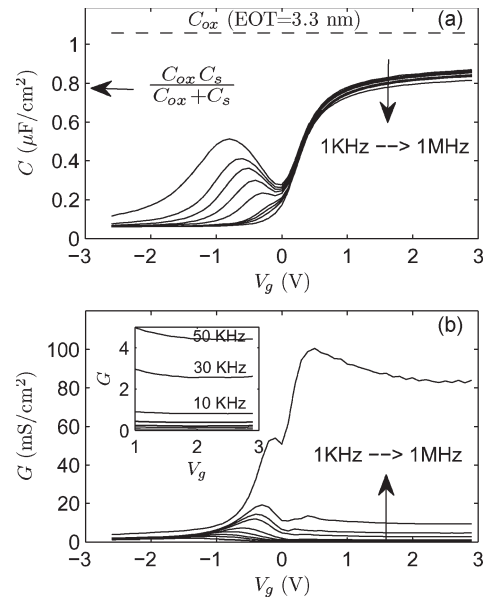 C_ox (EOT=3.3 nm)
(a)
1
0.8
0.6
0.4
0.2
0
C (μF/cm²)
C_ox C_s
C_ox +C_s
1KHz --> 1MHz
−3 −2 −1 0 1 2 3
V_g (V)
(b)
100
80
60
40
20
0
G (mS/cm²)
4
2
0
G
50 KHz
30 KHz
10 KHz
1 2 3
V_g
1KHz --> 1MHz
−3 −2 −1 0 1 2 3
V_g (V)